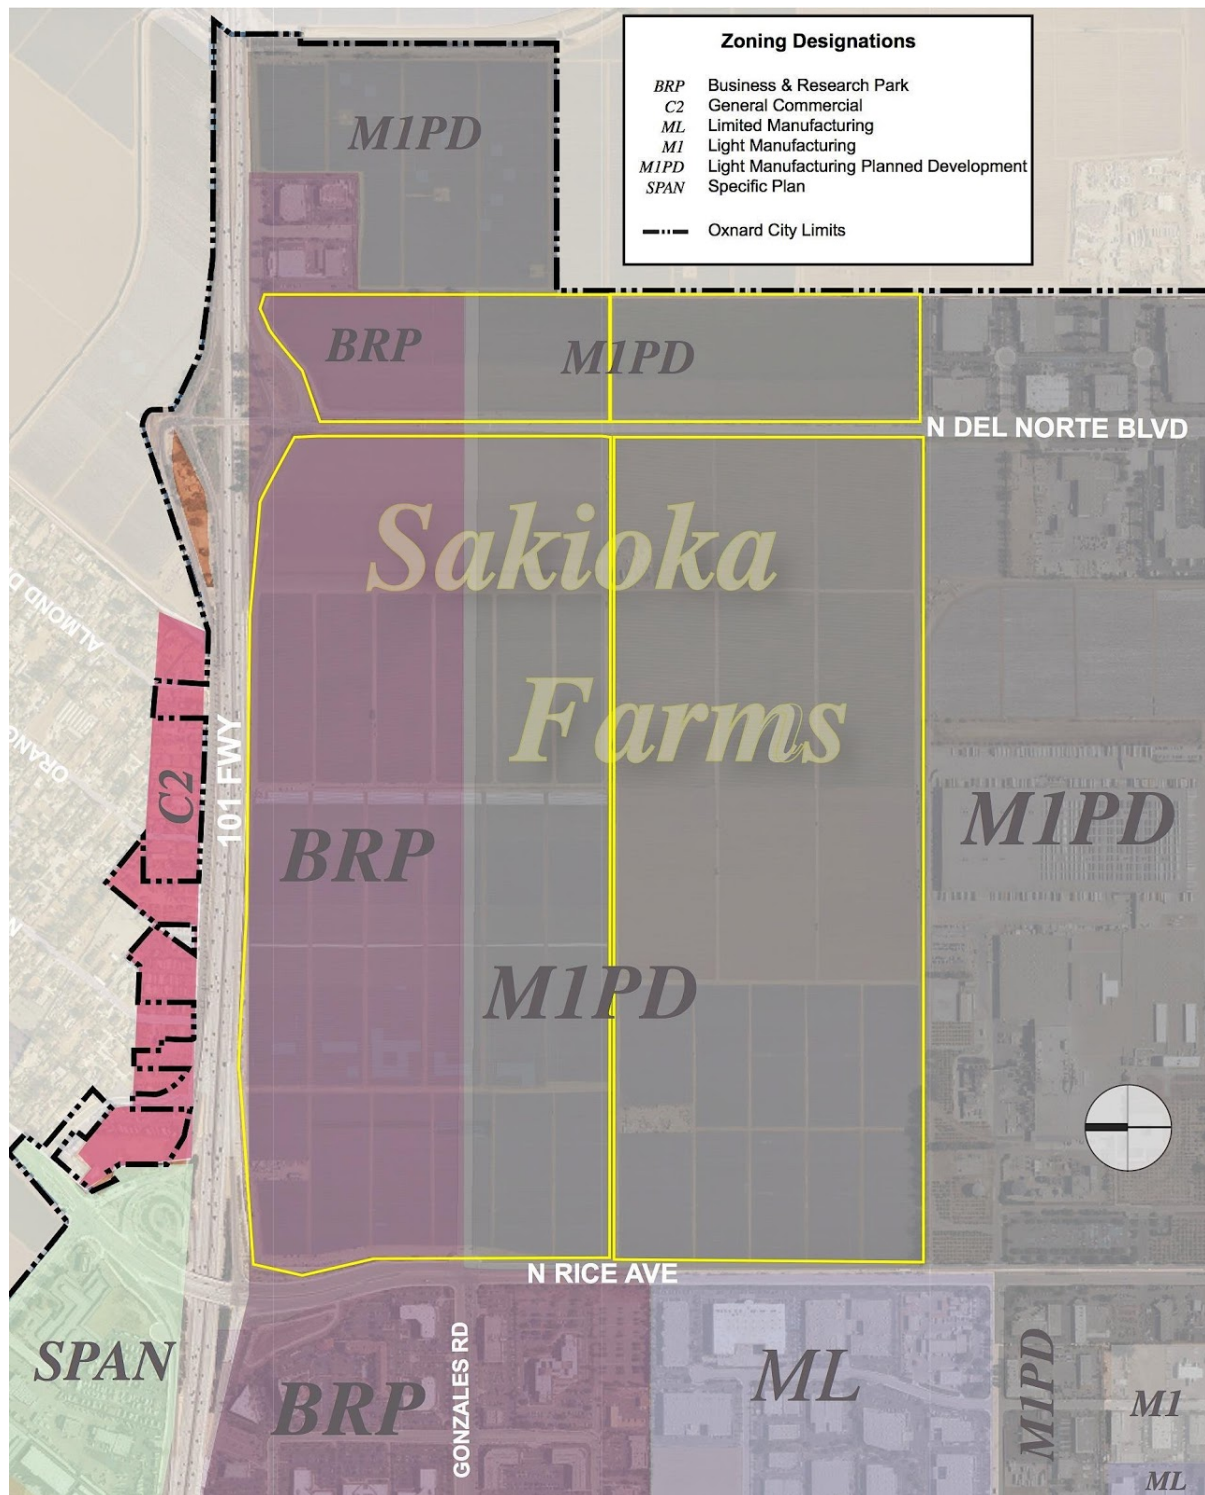 Zoning Designations
BRP Business & Research Park
C2 General Commercial
ML Limited Manufacturing
M1 Light Manufacturing
M1PD Light Manufacturing Planned Development
SPAN Specific Plan
Oxnard City Limits
M1PD
BRP
M1PD
N DEL NORTE BLVD
Sakioka
Farms
ALMOND D
101 FWY
C2
BRP
M1PD
M1PD
N RICE AVE
SPAN
BRP
GONZALES RD
ML
M1PD
M1
ML